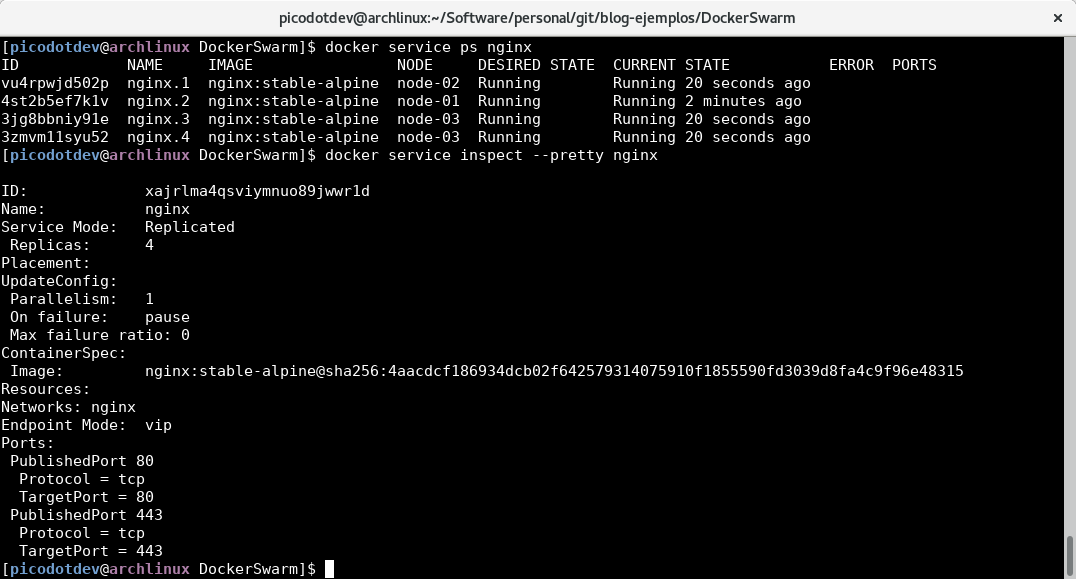 picodotdev@archlinux:~/Software/personal/git/blog-ejemplos/DockerSwarm
[picodotdev@archlinux DockerSwarm]$ docker service ps nginx
ID            NAME     IMAGE                NODE     DESIRED STATE  CURRENT STATE           ERROR  PORTS
vu4rpwjd502p  nginx.1  nginx:stable-alpine  node-02  Running        Running 20 seconds ago
4st2b5ef7k1v  nginx.2  nginx:stable-alpine  node-01  Running        Running 2 minutes ago
3jg8bbniy91e  nginx.3  nginx:stable-alpine  node-03  Running        Running 20 seconds ago
3zmvm11syu52  nginx.4  nginx:stable-alpine  node-03  Running        Running 20 seconds ago
[picodotdev@archlinux DockerSwarm]$ docker service inspect --pretty nginx
ID:             xajrlma4qsviymnuo89jwwr1d
Name:           nginx
Service Mode:   Replicated
 Replicas:      4
Placement:
UpdateConfig:
 Parallelism:   1
 On failure:    pause
 Max failure ratio: 0
ContainerSpec:
 Image:         nginx:stable-alpine@sha256:4aacdcf186934dcb02f642579314075910f1855590fd3039d8fa4c9f96e48315
Resources:
Networks: nginx
Endpoint Mode:  vip
Ports:
 PublishedPort 80
  Protocol = tcp
  TargetPort = 80
 PublishedPort 443
  Protocol = tcp
  TargetPort = 443
[picodotdev@archlinux DockerSwarm]$